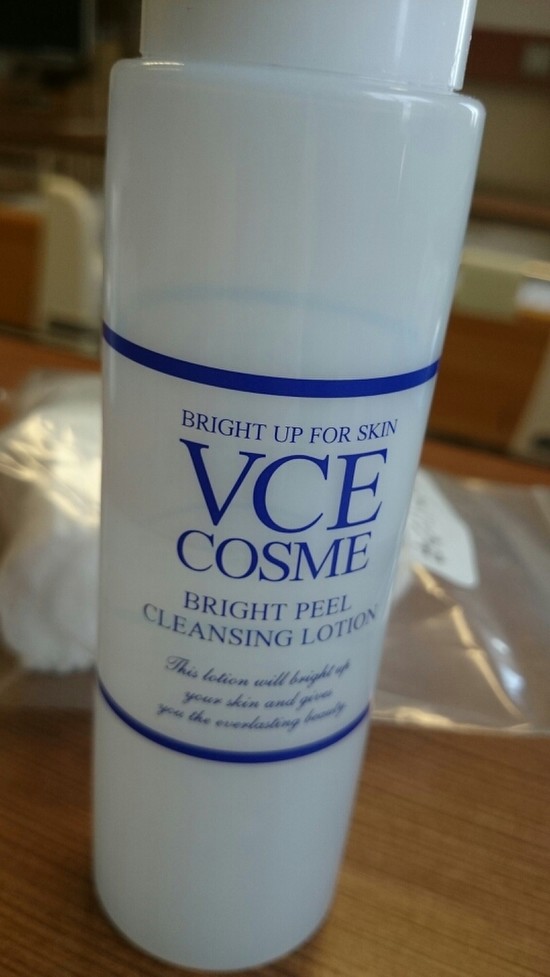 BRIGHT UP FOR SKIN
VCE
COSME
BRIGHT PEEL
CLEANSING LOTION
This lotion will bright up
your skin and gives
you the everlasting beauty